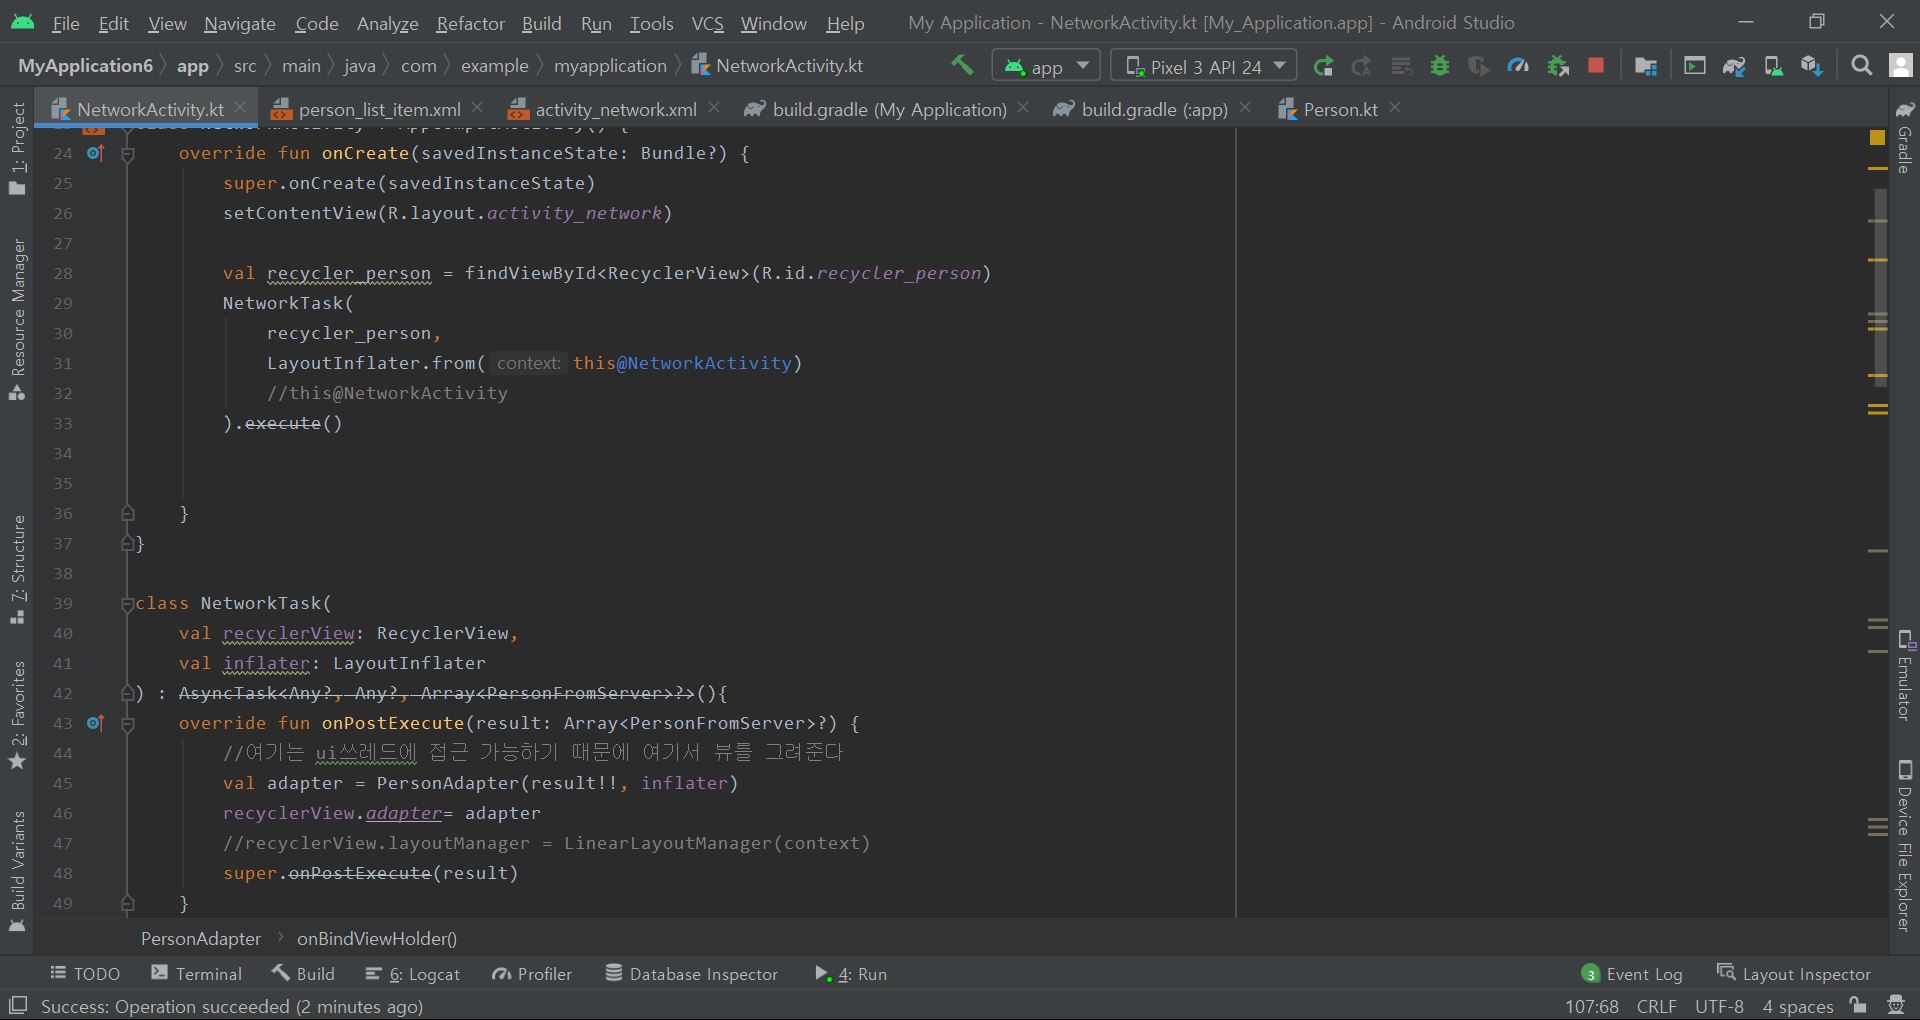 File Edit View Navigate Code Analyze Refactor Build Run Tools VCS Window Help My Application - NetworkActivity.kt [My_Application.app] - Android Studio
MyApplication6 app src main java com example myapplication NetworkActivity.kt app Pixel 3 API 24
NetworkActivity.kt person_list_item.xml activity_network.xml build.gradle (My Application) build.gradle (:app) Person.kt
24 override fun onCreate(savedInstanceState: Bundle?) {
25 super.onCreate(savedInstanceState)
26 setContentView(R.layout.activity_network)
27
28 val recycler_person = findViewById<RecyclerView>(R.id.recycler_person)
29 NetworkTask(
30 recycler_person,
31 LayoutInflater.from( context: this@NetworkActivity)
32 //this@NetworkActivity
33 ).execute()
34
35
36 }
37 }
38
39 class NetworkTask(
40 val recyclerView: RecyclerView,
41 val inflater: LayoutInflater
42 ) : AsyncTask<Any?, Any?, Array<PersonFromServer>?>(){
43 override fun onPostExecute(result: Array<PersonFromServer>?) {
44 //여기는 ui쓰레드에 접근 가능하기 때문에 여기서 뷰를 그려준다
45 val adapter = PersonAdapter(result!!, inflater)
46 recyclerView.adapter= adapter
47 //recyclerView.layoutManager = LinearLayoutManager(context)
48 super.onPostExecute(result)
49 }
PersonAdapter onBindViewHolder()
TODO Terminal Build 6: Logcat Profiler Database Inspector 4: Run 3 Event Log Layout Inspector
Success: Operation succeeded (2 minutes ago) 107:68 CRLF UTF-8 4 spaces
1: Project
Resource Manager
7: Structure
2: Favorites
Build Variants
Gradle
Emulator
Device File Explorer